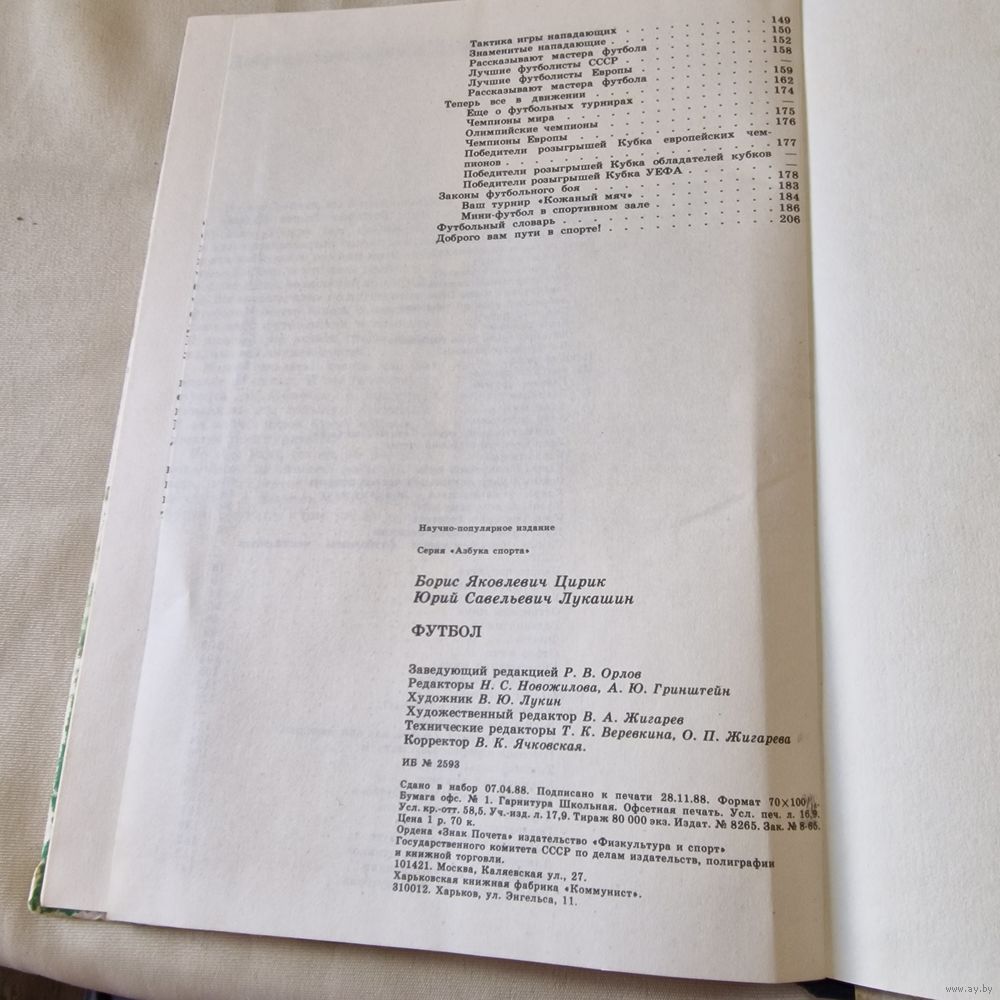 149
Тактика игры нападающих . . . . . . . . . 150
Знаменитые нападающие . . . . . . . . . 152
Рассказывают мастера футбола . . . . . . . . 158
Лучшие футболисты СССР . . . . . . . . . —
Лучшие футболисты Европы . . . . . . . . 159
Рассказывают мастера футбола . . . . . . . . 162
Теперь все в движении . . . . . . . . . . 174
Еще о футбольных турнирах . . . . . . . . —
Чемпионы мира . . . . . . . . . . . 175
Олимпийские чемпионы . . . . . . . . . 176
Чемпионы Европы . . . . . . . . . .
Победители розыгрышей Кубка европейских чем-
пионов . . . . . . . . . . . . . 177
Победители розыгрышей Кубка обладателей кубков —
Победители розыгрышей Кубка УЕФА . . . . . —
Законы футбольного боя . . . . . . . . . 178
Ваш турнир «Кожаный мяч» . . . . . . . . 183
Мини-футбол в спортивном зале . . . . . . . 184
Футбольный словарь . . . . . . . . . . 186
Доброго вам пути в спорте! . . . . . . . . . 206
Научно-популярное издание
Серия «Азбука спорта»
Борис Яковлевич Цирик
Юрий Савельевич Лукашин
ФУТБОЛ
Заведующий редакцией Р. В. Орлов
Редакторы Н. С. Новожилова, А. Ю. Гринштейн
Художник В. Ю. Лукин
Художественный редактор В. А. Жигарев
Технические редакторы Т. К. Веревкина, О. П. Жигарева
Корректор В. К. Ячковская.
ИБ № 2593
Сдано в набор 07.04.88. Подписано к печати 28.11.88. Формат 70×100
Бумага офс. № 1. Гарнитура Школьная. Офсетная печать. Усл. печ. л. 16,9.
Усл. кр.-отт. 58,5. Уч.-изд. л. 17,9. Тираж 80 000 экз. Издат. № 8265. Зак. № 8-65.
Цена 1 р. 70 к.
Ордена «Знак Почета» издательство «Физкультура и спорт»
Государственного комитета СССР по делам издательств, полиграфии
и книжной торговли.
101421. Москва, Каляевская ул., 27.
Харьковская книжная фабрика «Коммунист».
310012. Харьков, ул. Энгельса, 11.
www.ay.by